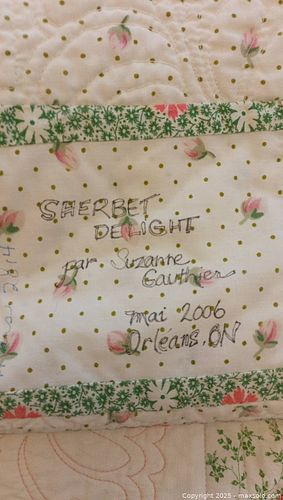 SHERBET
DELIGHT
par Suzanne
Gauthier
mai 2006
Orléans, ON
Copyright 2025 - maxsold.com